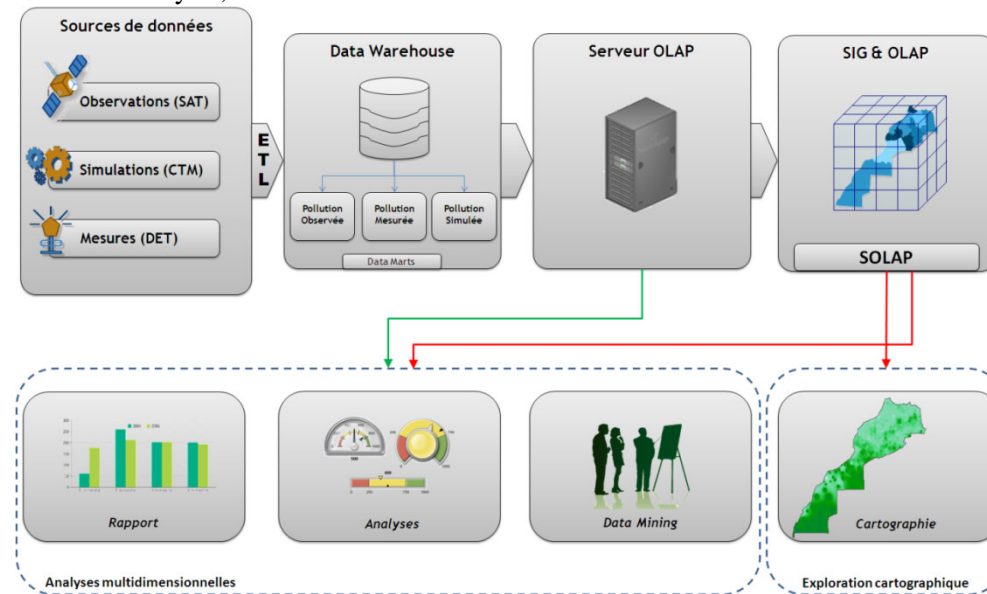 Sources de données
Observations (SAT)
Simulations (CTM)
Mesures (DET)
E
T
L
Data Warehouse
Pollution
Observée
Pollution
Mesurée
Pollution
Simulée
Data Marts
Serveur OLAP
SIG & OLAP
SOLAP
Rapport
Analyses
Data Mining
Cartographie
Analyses multidimensionnelles
Exploration cartographique